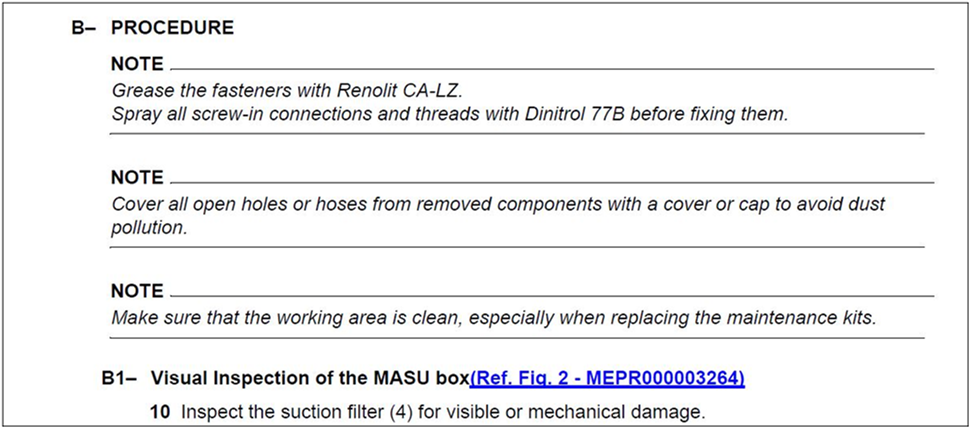 B– PROCEDURE
NOTE
Grease the fasteners with Renolit CA-LZ.
Spray all screw-in connections and threads with Dinitrol 77B before fixing them.
NOTE
Cover all open holes or hoses from removed components with a cover or cap to avoid dust
pollution.
NOTE
Make sure that the working area is clean, especially when replacing the maintenance kits.
B1– Visual Inspection of the MASU box(Ref. Fig. 2 - MEPR000003264)
10 Inspect the suction filter (4) for visible or mechanical damage.